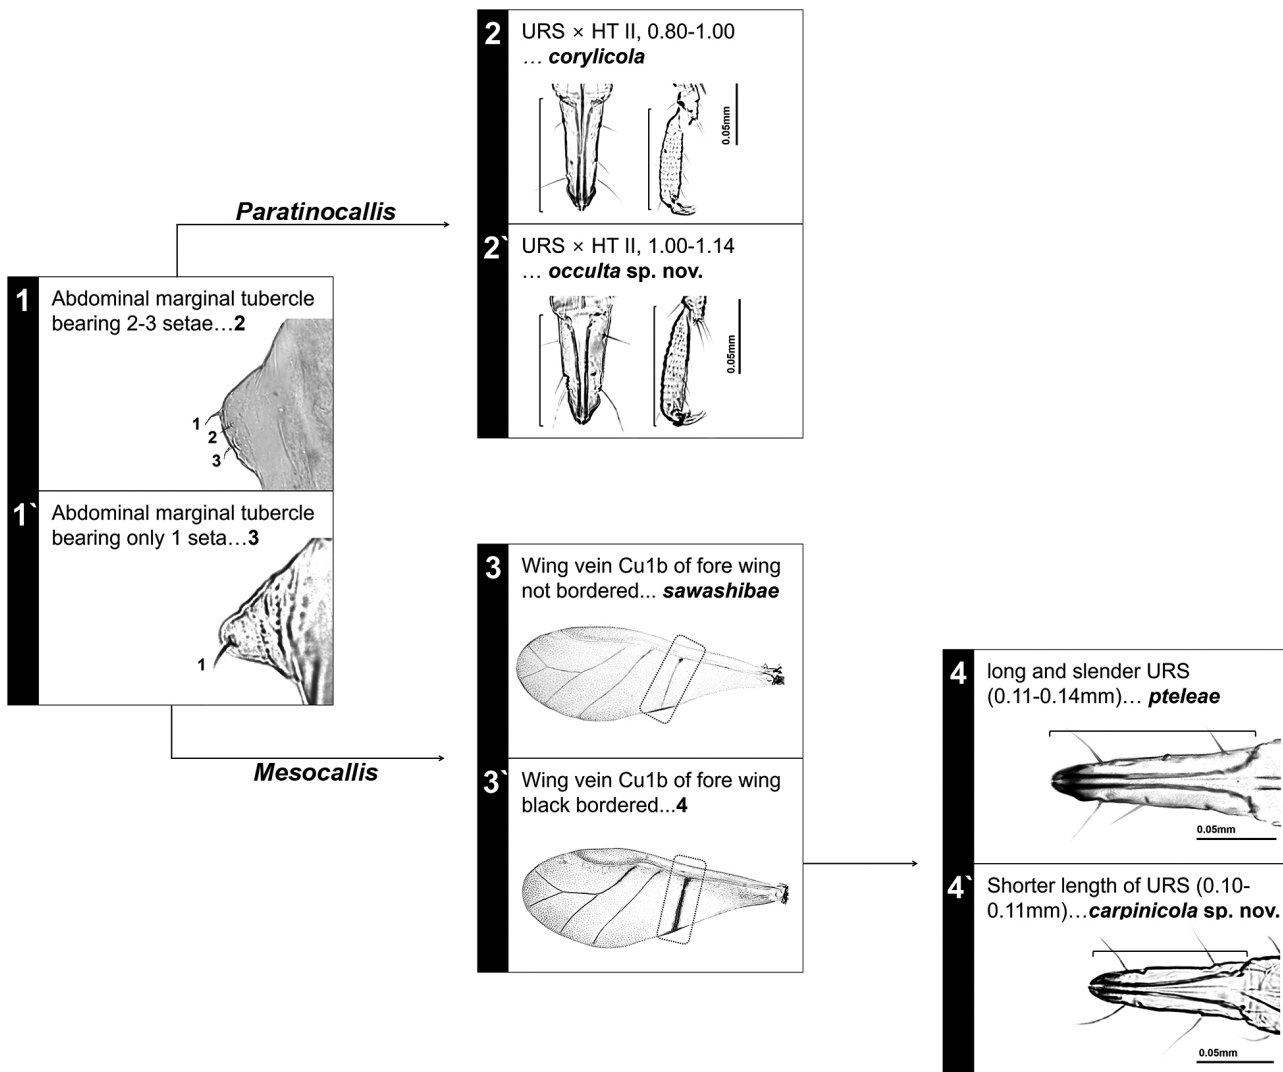 2
URS × HT II, 0.80-1.00
... corylicola
0.05mm
2`
URS × HT II, 1.00-1.14
... occulta sp. nov.
0.05mm
Paratinocallis
1
Abdominal marginal tubercle
bearing 2-3 setae...2
1
2
3
1`
Abdominal marginal tubercle
bearing only 1 seta...3
1
Mesocallis
3
Wing vein Cu1b of fore wing
not bordered... sawashibae
3`
Wing vein Cu1b of fore wing
black bordered...4
4
long and slender URS
(0.11-0.14mm)... pteleae
0.05mm
4`
Shorter length of URS (0.10-
0.11mm)...carpinicola sp. nov.
0.05mm